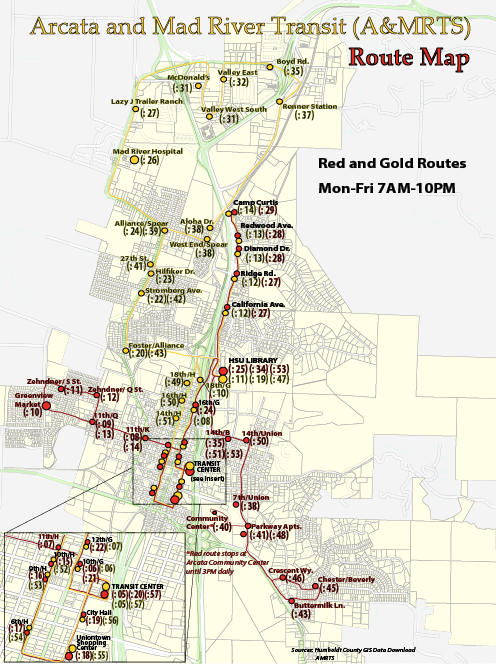 Arcata and Mad River Transit (A&MRTS)
Route Map
Boyd Rd.
(: 35)
McDonald's
(: 31)
Valley East
(: 32)
Lazy J Trailer Ranch
(: 27)
Valley West South
(: 31)
Renner Station
(: 37)
Mad River Hospital
(: 26)
Red and Gold Routes
Mon-Fri 7AM-10PM
Camp Curtis
(: 14) (: 29)
Alliance/Spear
(: 24)(: 39)
Aloha Dr.
(: 38)
Redwood Ave.
(: 13)(: 28)
West End/Spear
(: 38)
Diamond Dr.
(: 13)(: 28)
27th St.
(: 41)
Hilfiker Dr.
(: 23)
Ridge Rd.
(: 12)(: 27)
Stromberg Ave.
(: 22)(: 42)
California Ave.
(: 12) (: 27)
Foster/Alliance
(: 20)(: 43)
HSU LIBRARY
(: 25) (: 34) (: 53)
(: 11) (: 19) (: 47)
18th/H
(: 49)
18th/G
(: 10)
Zehndner/ S St.
(: 11)
Zehndner/ Q St.
(: 12)
Greenview
Market
(: 10)
16th/H
(: 50)
16th/G
(: 24)
(: 08)
14th/H
(: 51)
11th/Q
(: 09)
(: 13)
11th/K
(: 08)
(: 14)
14th/B
(:35)
(:51)(: 53)
14th/Union
(: 50)
TRANSIT
CENTER
(see insert)
7th/Union
(: 38)
Community
Center*
(: 40)
Parkway Apts.
(: 41) (: 48)
*Red route stops at
Arcata Community Center
until 3PM daily
Crescent Wy.
(: 46)
Chester/Beverly
(: 45)
Buttermilk Ln.
(: 43)
11th/H
(: 07)
12th/G
(: 22)(: 07)
10th/H
(: 15)
(: 52)
10th/G
(: 06)(: 06)
(: 21)
9th/H
(: 16)
(: 53)
TRANSIT CENTER
(: 05)(: 20)(: 57)
(: 05)(: 57)
City Hall
(: 19)(: 56)
6th/H
(: 17)
(: 54)
Uniontown
Shopping
Center
(: 18)(: 55)
Sources: Humboldt County GIS Data Download
AMRTS